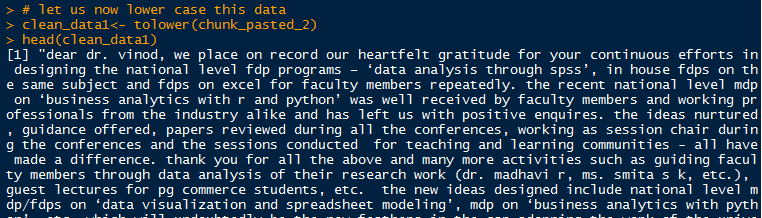 > # let us now lower case this data
> clean_data1<- tolower(chunk_pasted_2)
> head(clean_data1)
[1] "dear dr. vinod, we place on record our heartfelt gratitude for your continuous efforts in
 designing the national level fdp programs – ‘data analysis through spss’, in house fdps on th
e same subject and fdps on excel for faculty members repeatedly. the recent national level mdp
 on ‘business analytics with r and python’ was well received by faculty members and working pr
ofessionals from the industry alike and has left us with positive enquires. the ideas nurtured
, guidance offered, papers reviewed during all the conferences, working as session chair durin
g the conferences and the sessions conducted  for teaching and learning communities - all have
 made a difference. thank you for all the above and many more activities such as guiding facul
ty members through data analysis of their research work (dr. madhavi r, ms. smita s k, etc.),
guest lectures for pg commerce students, etc.  the new ideas designed include national level m
dp/fdps on ‘data visualization and spreadsheet modeling’, mdp on ‘business analytics with pyth